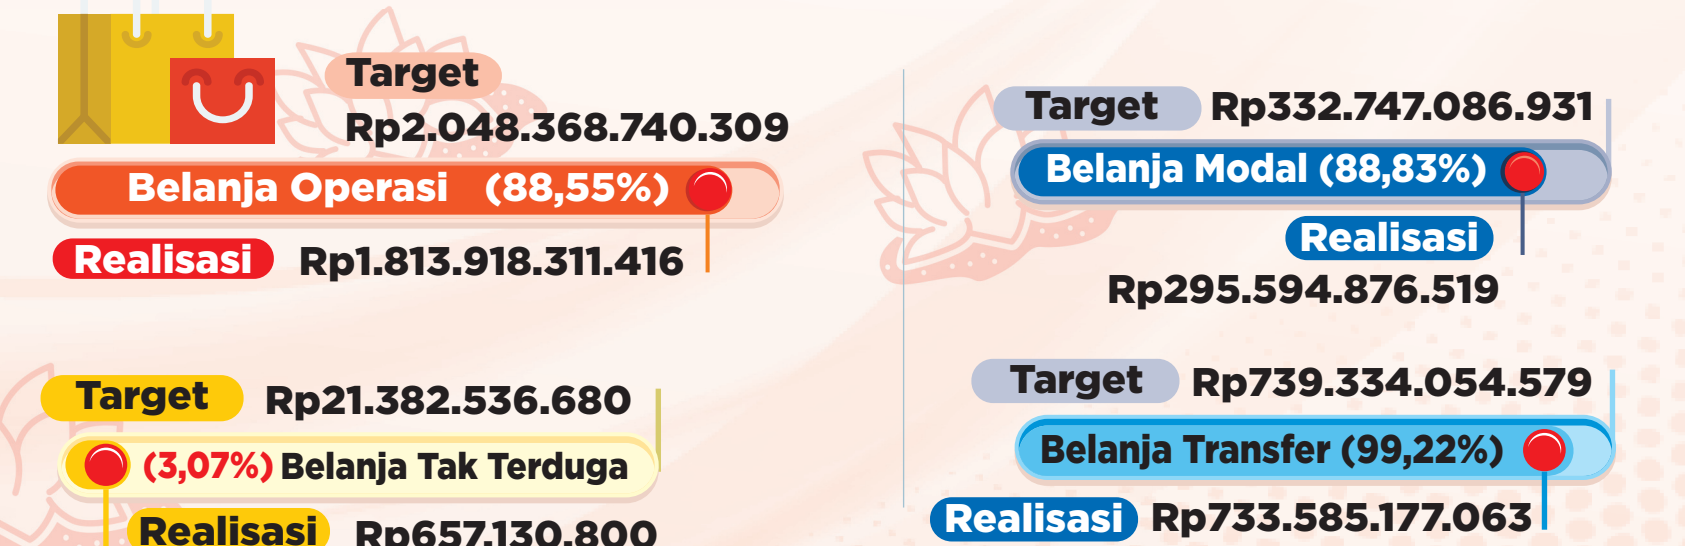 Target
Rp2.048.368.740.309
Belanja Operasi (88,55%)
Realisasi Rp1.813.918.311.416
Target Rp21.382.536.680
(3,07%) Belanja Tak Terduga
Realisasi Rp657.130.800
Target Rp332.747.086.931
Belanja Modal (88,83%)
Realisasi
Rp295.594.876.519
Target Rp739.334.054.579
Belanja Transfer (99,22%)
Realisasi Rp733.585.177.063